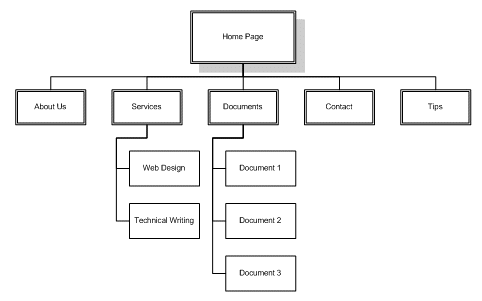 Home Page
About Us
Services
Documents
Contact
Tips
Web Design
Document 1
Technical Writing
Document 2
Document 3